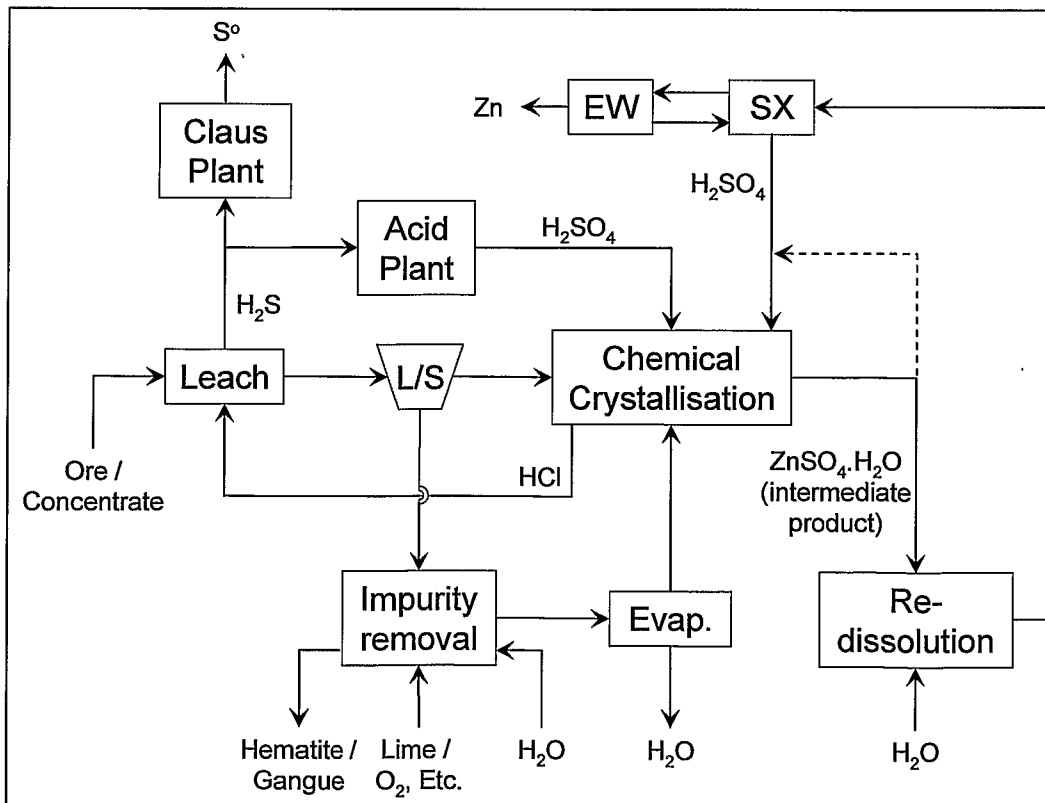 S°
Zn
EW
SX
Claus
Plant
H₂SO₄
Acid
Plant
H₂SO₄
H₂S
Leach
L/S
Chemical
Crystallisation
Ore /
Concentrate
HCl
ZnSO₄.H₂O
(intermediate
product)
Impurity
removal
Evap.
Re-
dissolution
Hematite /
Gangue
Lime /
O₂, Etc.
H₂O
H₂O
H₂O